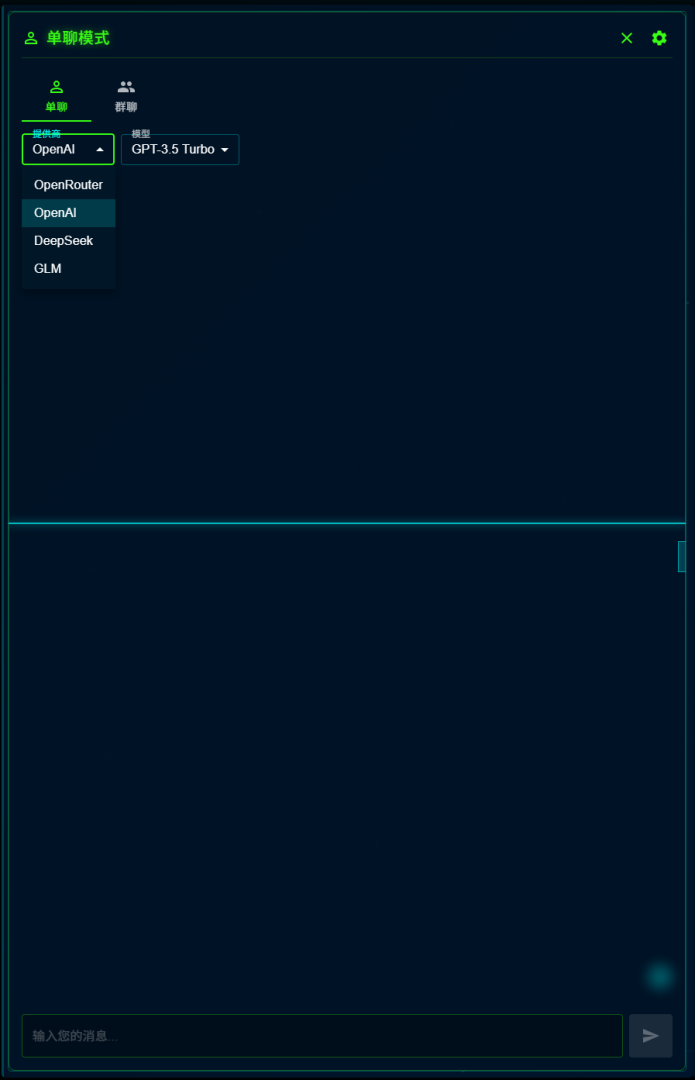 单聊模式
单聊
群聊
提供商
模型
OpenAI
GPT-3.5 Turbo
OpenRouter
OpenAI
DeepSeek
GLM
输入您的消息...